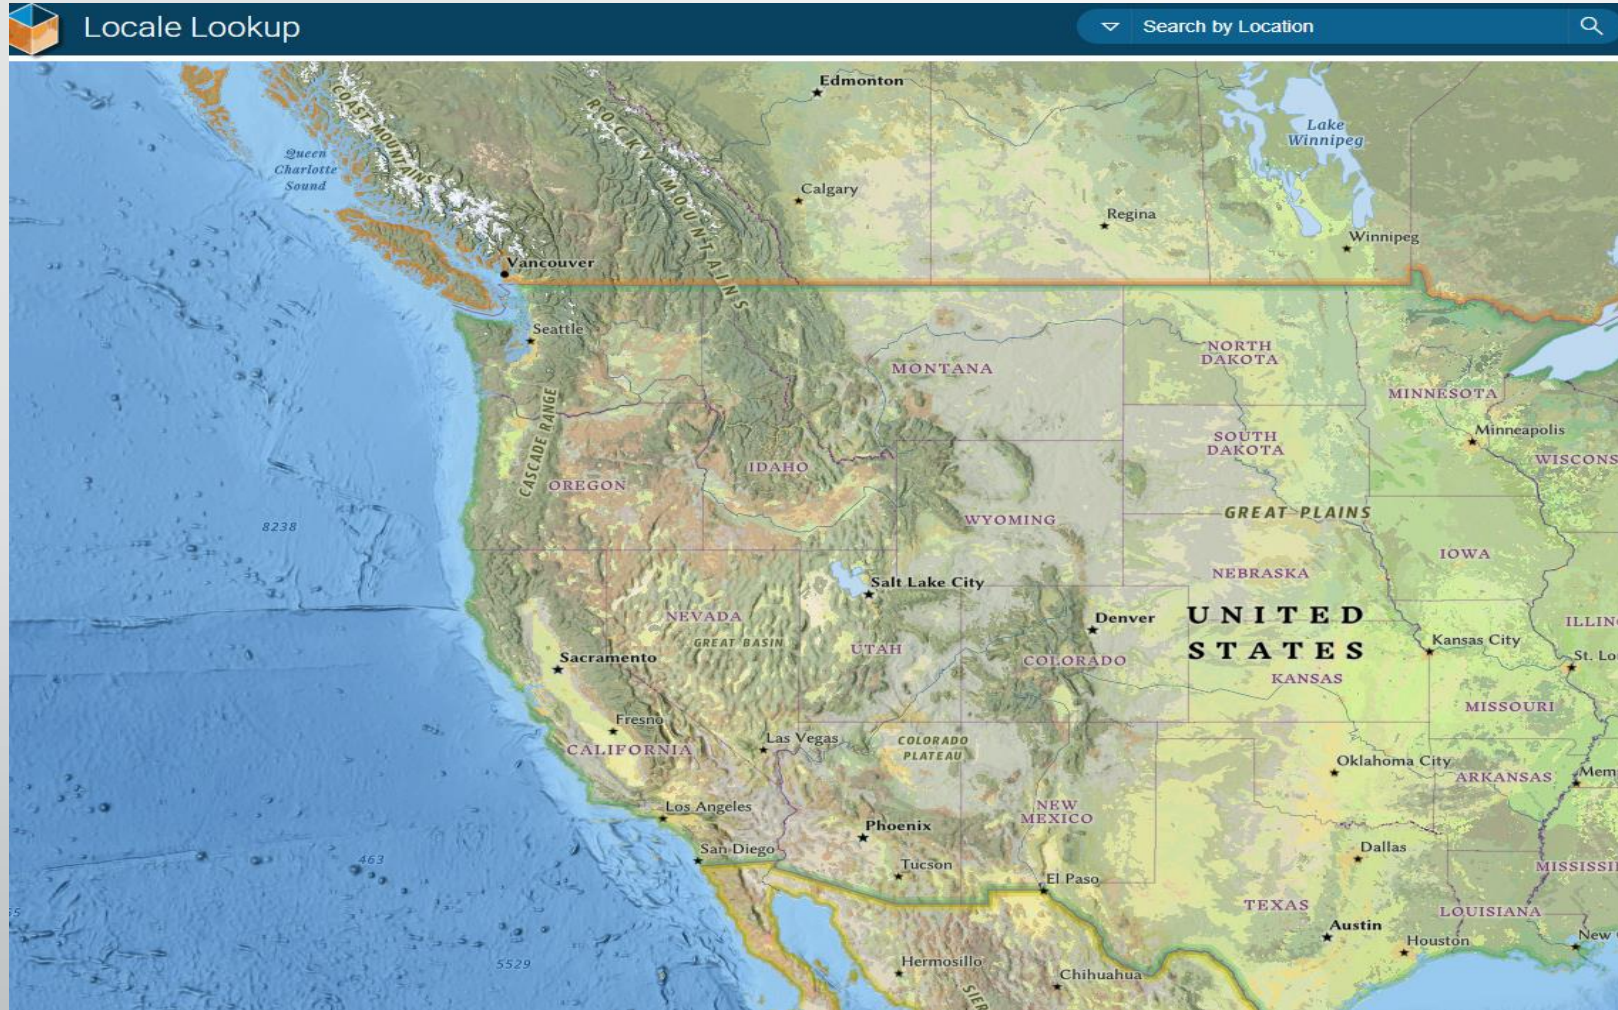 Locale Lookup
Search by Location
Edmonton
COAST MOUNTAINS
ROCKY MOUNTAINS
Lake
Winnipeg
Queen
Charlotte
Sound
Calgary
Regina
Winnipeg
Vancouver
Seattle
NORTH
DAKOTA
MONTANA
MINNESOTA
Minneapolis
SOUTH
DAKOTA
WISCONS
CASCADE RANGE
IDAHO
OREGON
GREAT PLAINS
WYOMING
8238
IOWA
NEBRASKA
Salt Lake City
NEVADA
GREAT BASIN
UTAH
Denver
UNITED
STATES
ILLIN
Kansas City
St. Lo
Sacramento
COLORADO
KANSAS
MISSOURI
Fresno
CALIFORNIA
Las Vegas
COLORADO
PLATEAU
Oklahoma City
ARKANSAS
Mem
Los Angeles
NEW
MEXICO
Phoenix
San Diego
Tucson
Dallas
463
El Paso
MISSISSI
TEXAS
LOUISIANA
Austin
Houston
New
5529
Hermosillo
Chihuahua
SIER